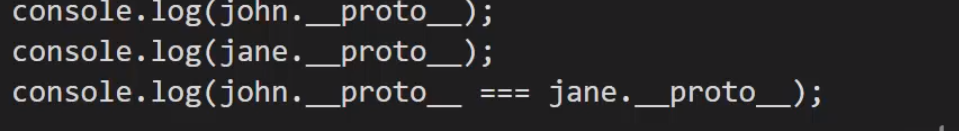 console.log(john.__proto__);
console.log(jane.__proto__);
console.log(john.__proto__ === jane.__proto__);